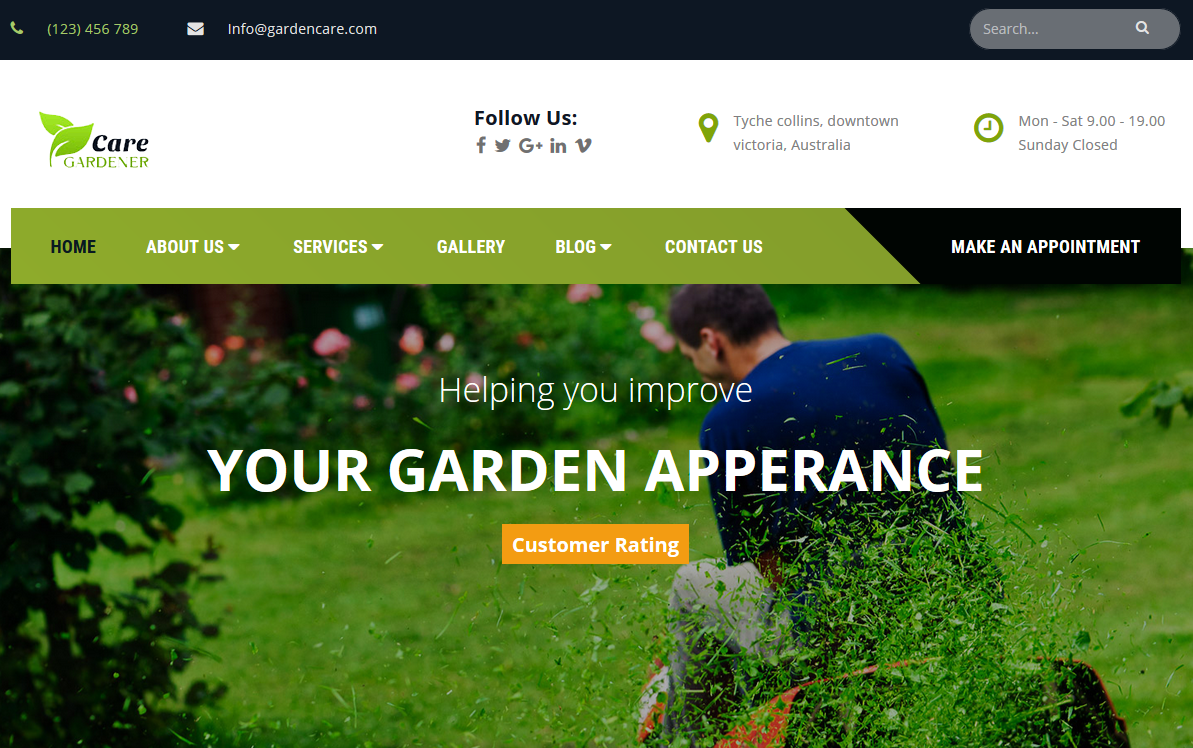 (123) 456 789
Info@gardencare.com
Search...
Care
GARDENER
Follow Us:
Tyche collins, downtown
victoria, Australia
Mon - Sat 9.00 - 19.00
Sunday Closed
HOME
ABOUT US
SERVICES
GALLERY
BLOG
CONTACT US
MAKE AN APPOINTMENT
Helping you improve
YOUR GARDEN APPERANCE
Customer Rating